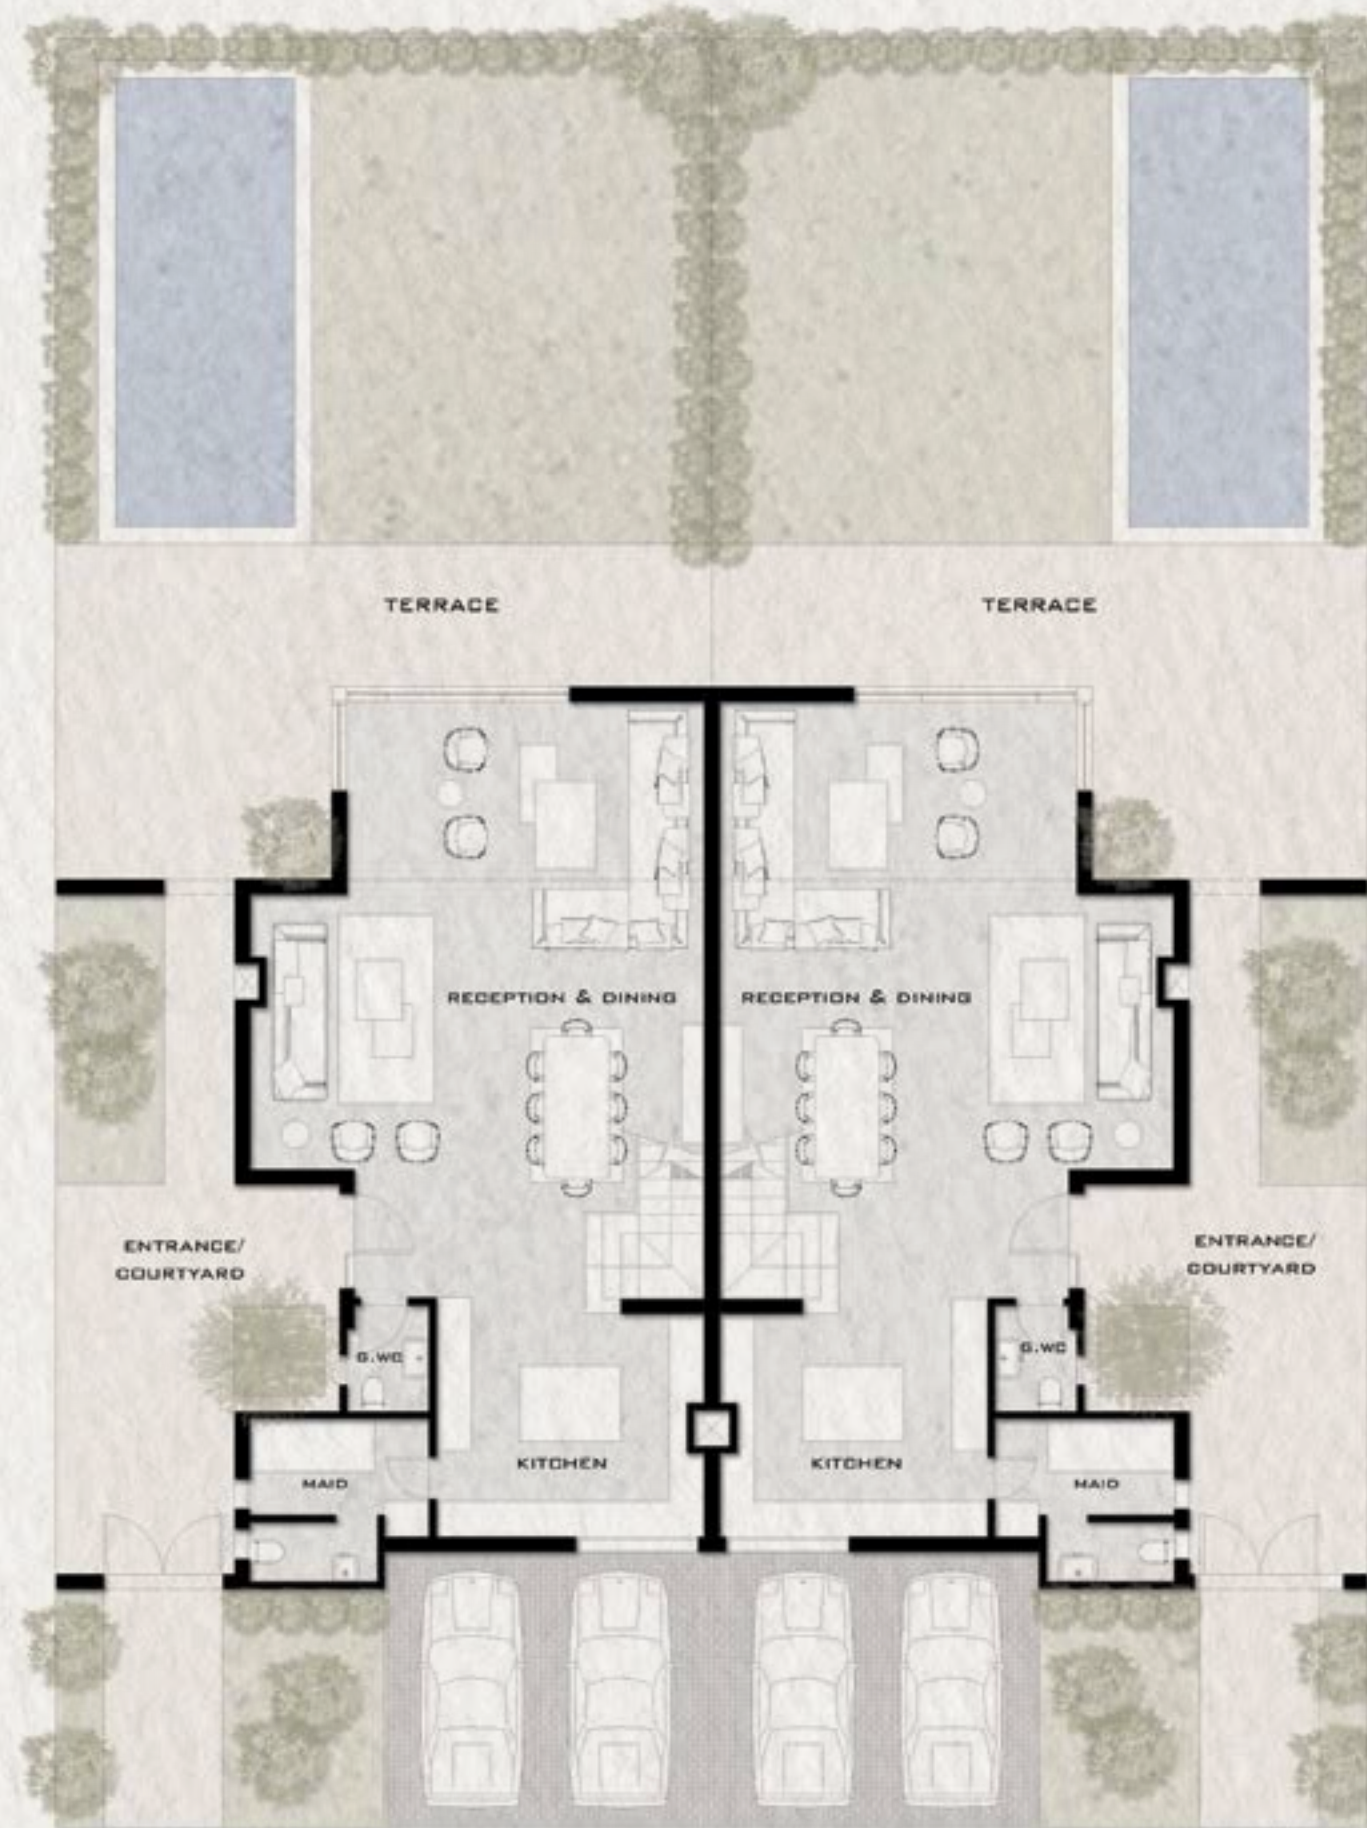 TERRACE
TERRACE
RECEPTION & DINING
RECEPTION & DINING
ENTRANCE/
COURTYARD
ENTRANCE/
COURTYARD
G.WC
G.WC
KITCHEN
KITCHEN
MAID
MAID